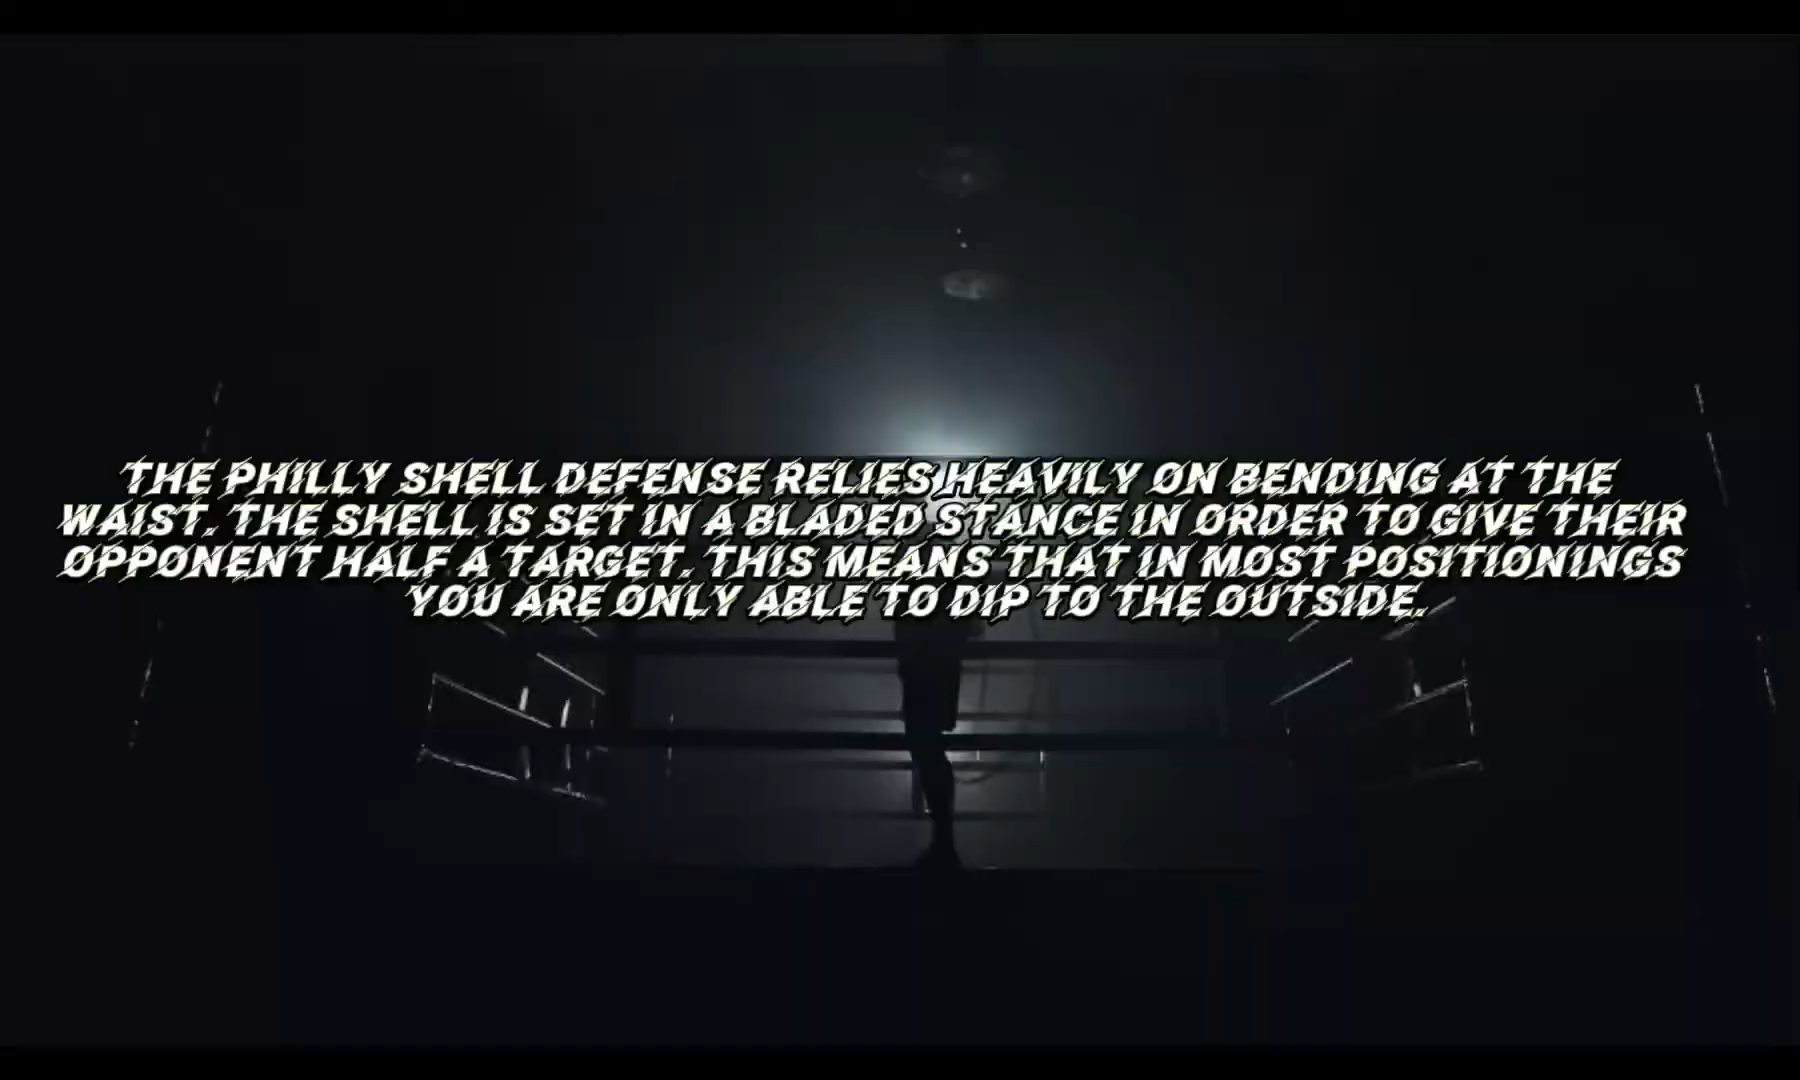 THE PHILLY SHELL DEFENSE RELIES HEAVILY ON BENDING AT THE
WAIST. THE SHELL IS SET IN A BLADED STANCE IN ORDER TO GIVE THEIR
OPPONENT HALF A TARGET. THIS MEANS THAT IN MOST POSITIONINGS
YOU ARE ONLY ABLE TO DIP TO THE OUTSIDE.